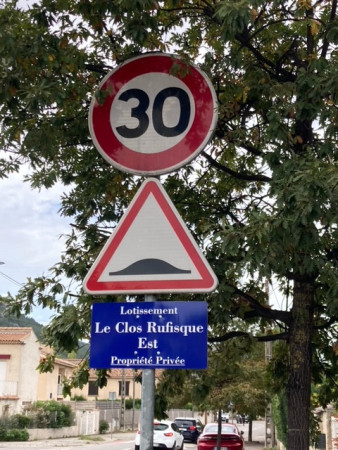 30
Lotissement
Le Clos Rufisque
Est
Propriété Privée